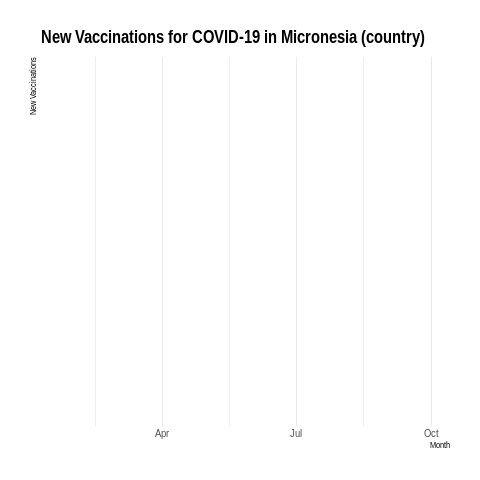 New Vaccinations for COVID-19 in Micronesia (country)
New Vaccinations
Apr Jul Oct
Month